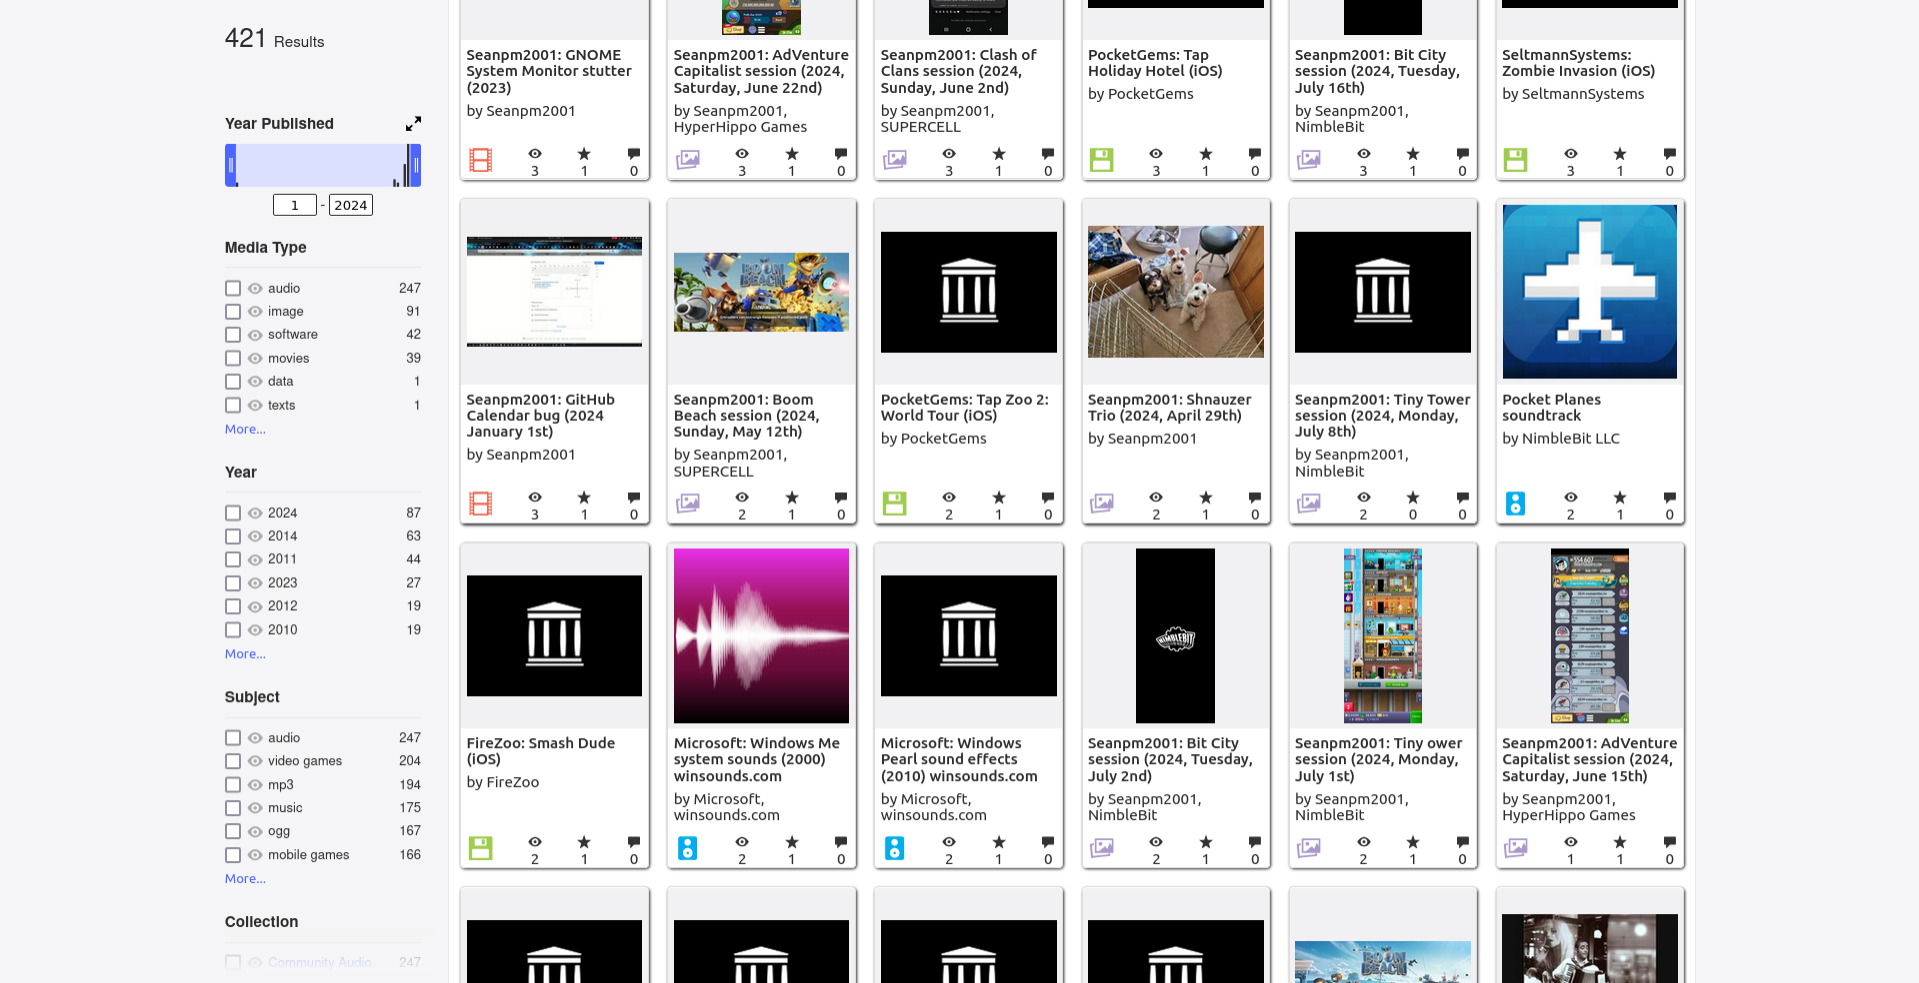 421 Results
Year Published
1 - 2024
Media Type
audio 247
image 91
software 42
movies 39
data 1
texts 1
More...
Year
2024 87
2014 63
2011 44
2023 27
2012 19
2010 19
More...
Subject
audio 247
video games 204
mp3 194
music 175
ogg 167
mobile games 166
More...
Collection
Community Audio 247
Seanpm2001: GNOME
System Monitor stutter
(2023)
by Seanpm2001
3 1 0
Seanpm2001: AdVenture
Capitalist session (2024,
Saturday, June 22nd)
by Seanpm2001,
HyperHippo Games
3 1 0
Seanpm2001: Clash of
Clans session (2024,
Sunday, June 2nd)
by Seanpm2001,
SUPERCELL
3 1 0
PocketGems: Tap
Holiday Hotel (iOS)
by PocketGems
3 1 0
Seanpm2001: Bit City
session (2024, Tuesday,
July 16th)
by Seanpm2001,
NimbleBit
3 1 0
SeltmannSystems:
Zombie Invasion (iOS)
by SeltmannSystems
3 1 0
Seanpm2001: GitHub
Calendar bug (2024
January 1st)
by Seanpm2001
3 1 0
BOOM
BEACH
Seanpm2001: Boom
Beach session (2024,
Sunday, May 12th)
by Seanpm2001,
SUPERCELL
2 1 0
PocketGems: Tap Zoo 2:
World Tour (iOS)
by PocketGems
2 1 0
Seanpm2001: Shnauzer
Trio (2024, April 29th)
by Seanpm2001
2 1 0
Seanpm2001: Tiny Tower
session (2024, Monday,
July 8th)
by Seanpm2001,
NimbleBit
2 0 0
Pocket Planes
soundtrack
by NimbleBit LLC
2 1 0
FireZoo: Smash Dude
(iOS)
by FireZoo
2 1 0
Microsoft: Windows Me
system sounds (2000)
winsounds.com
by Microsoft,
winsounds.com
2 1 0
Microsoft: Windows
Pearl sound effects
(2010) winsounds.com
by Microsoft,
winsounds.com
2 1 0
NIMBLEBIT
Seanpm2001: Bit City
session (2024, Tuesday,
July 2nd)
by Seanpm2001,
NimbleBit
2 1 0
Seanpm2001: Tiny ower
session (2024, Monday,
July 1st)
by Seanpm2001,
NimbleBit
2 1 0
Seanpm2001: AdVenture
Capitalist session (2024,
Saturday, June 15th)
by Seanpm2001,
HyperHippo Games
1 1 0
BOOM
BEACH